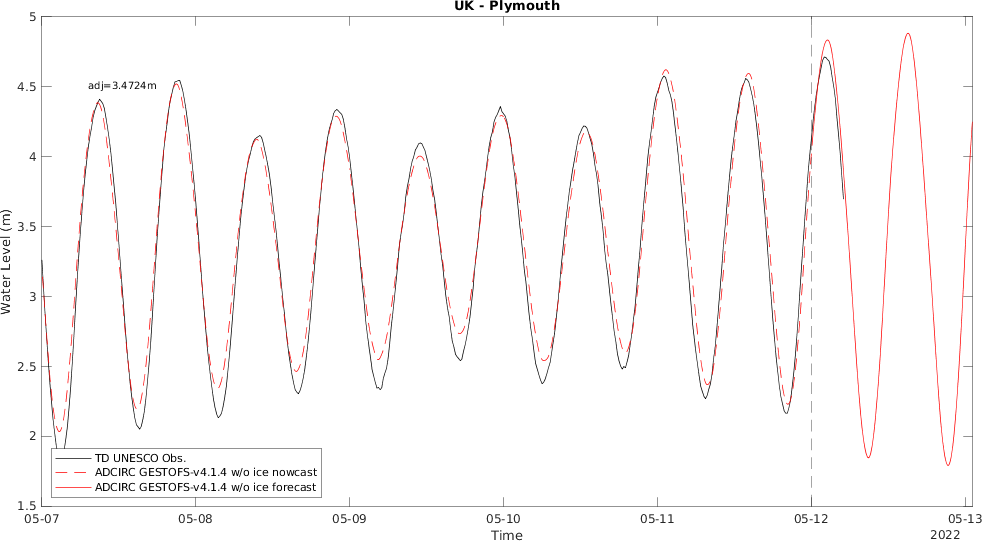 UK - Plymouth
5
4.5
4
3.5
3
2.5
2
1.5
Water Level (m)
adj=3.4724m
TD UNESCO Obs.
ADCIRC GESTOFS-v4.1.4 w/o ice nowcast
ADCIRC GESTOFS-v4.1.4 w/o ice forecast
05-07 05-08 05-09 05-10 05-11 05-12 05-13
Time
2022